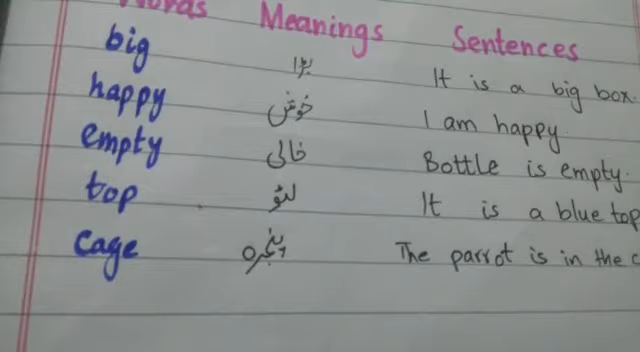 Words Meanings Sentences
big بڑا It is a big box.
happy خوش I am happy.
empty خالی Bottle is empty.
top لٹو It is a blue top
cage پنجرہ The parrot is in the c